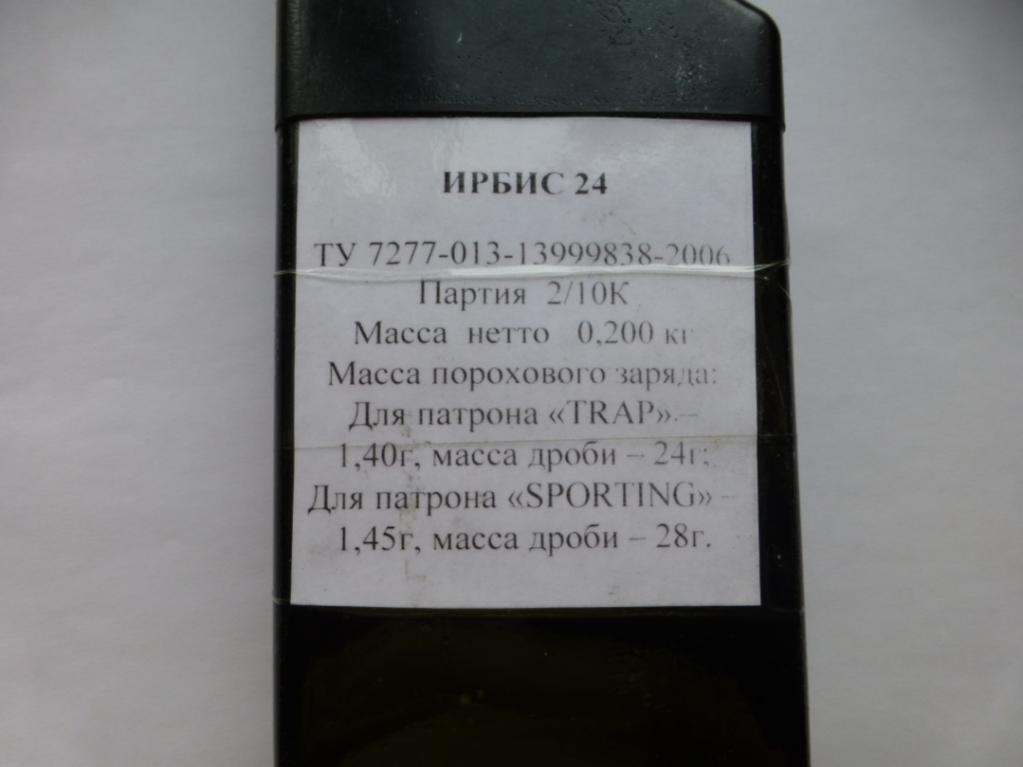 ИРБИС 24
ТУ 7277-013-13999838-2006
Партия 2/10К
Масса нетто 0,200 кг
Масса порохового заряда:
Для патрона «TRAP» –
1,40г, масса дроби – 24г;
Для патрона «SPORTING» –
1,45г, масса дроби – 28г.